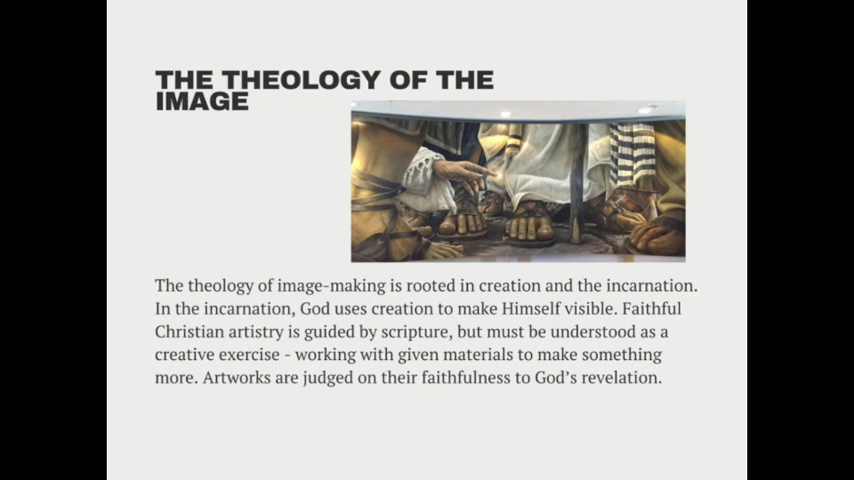 THE THEOLOGY OF THE
IMAGE
The theology of image-making is rooted in creation and the incarnation.
In the incarnation, God uses creation to make Himself visible. Faithful
Christian artistry is guided by scripture, but must be understood as a
creative exercise - working with given materials to make something
more. Artworks are judged on their faithfulness to God’s revelation.